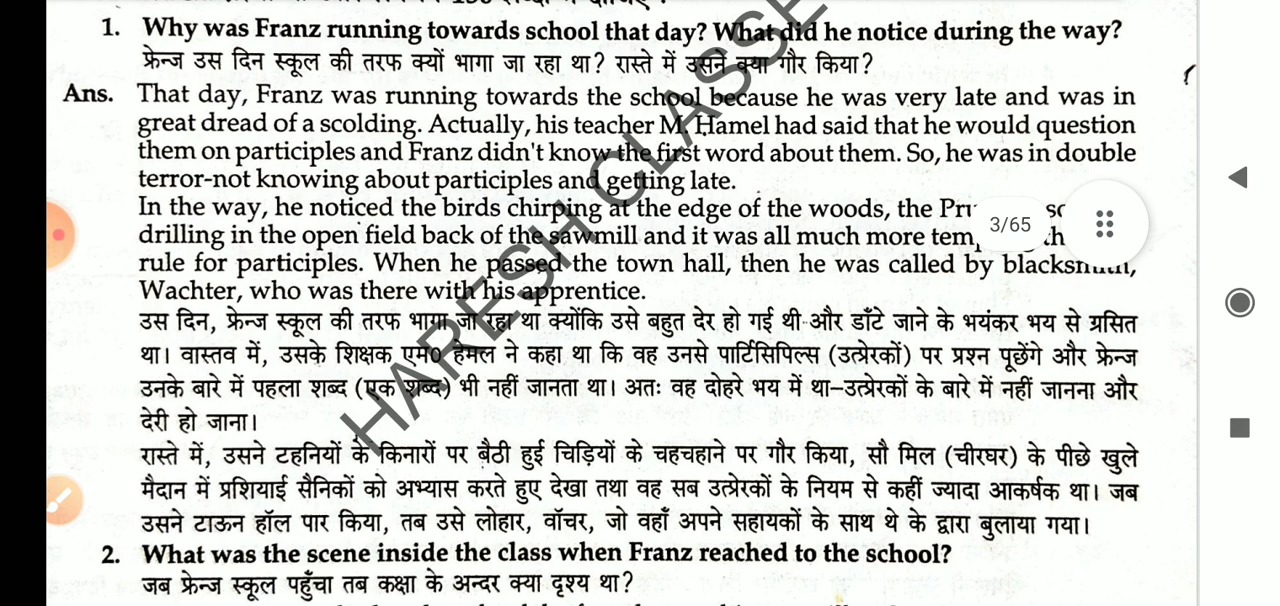 1. Why was Franz running towards school that day? What did he notice during the way?
फ्रेन्ज उस दिन स्कूल की तरफ क्यों भागा जा रहा था? रास्ते में उसने क्या गौर किया?
Ans. That day, Franz was running towards the school because he was very late and was in
great dread of a scolding. Actually, his teacher M. Hamel had said that he would question
them on participles and Franz didn't know the first word about them. So, he was in double
terror-not knowing about participles and getting late.
In the way, he noticed the birds chirping at the edge of the woods, the
drilling in the open field back of the sawmill and it was all much more
rule for participles. When he passed the town hall, then he was called by blacksmith,
Wachter, who was there with his apprentice.
उस दिन, फ्रेन्ज स्कूल की तरफ भागा जा रहा था क्योंकि उसे बहुत देर हो गई थी और डाँटे जाने के भयंकर भय से ग्रसित
था। वास्तव में, उसके शिक्षक एम० हैमल ने कहा था कि वह उनसे पार्टिसिपिल्स (उत्प्रेरकों) पर प्रश्न पूछेंगे और फ्रेन्ज
उनके बारे में पहला शब्द (एक शब्द) भी नहीं जानता था। अतः वह दोहरे भय में था–उत्प्रेरकों के बारे में नहीं जानना और
देरी हो जाना।
रास्ते में, उसने टहनियों के किनारों पर बैठी हुई चिड़ियों के चहचहाने पर गौर किया, सौ मिल (चीरघर) के पीछे खुले
मैदान में प्रशियाई सैनिकों को अभ्यास करते हुए देखा तथा वह सब उत्प्रेरकों के नियम से कहीं ज्यादा आकर्षक था। जब
उसने टाऊन हॉल पार किया, तब उसे लोहार, वॉचर, जो वहाँ अपने सहायकों के साथ थे के द्वारा बुलाया गया।
2. What was the scene inside the class when Franz reached to the school?
जब फ्रेन्ज स्कूल पहुँचा तब कक्षा के अन्दर क्या दृश्य था?
3/65
HARESH CLASSE